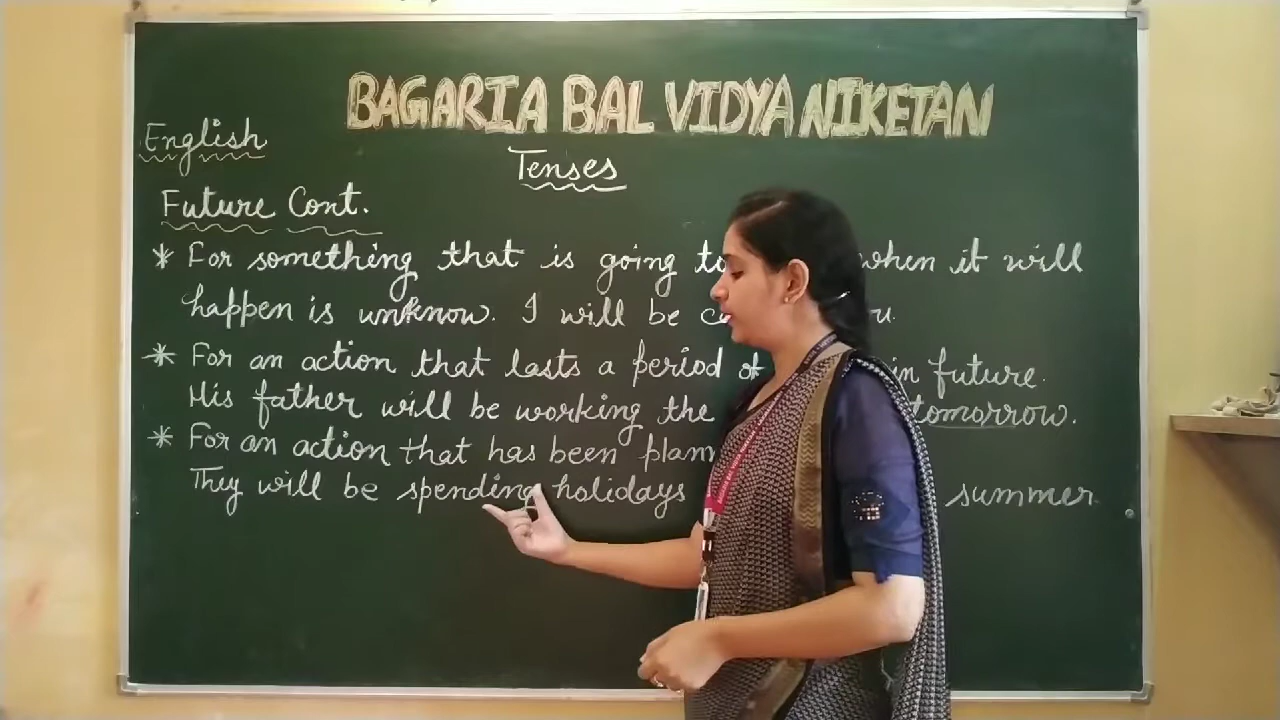 BAGARIA BAL VIDYA NIKETAN
English
Tenses
Future Cont.
* For something that is going to when it will
happen is unknow. I will be
* For an action that lasts a period of in future.
His father will be working the tomorrow.
* For an action that has been
They will be spending holidays summer.